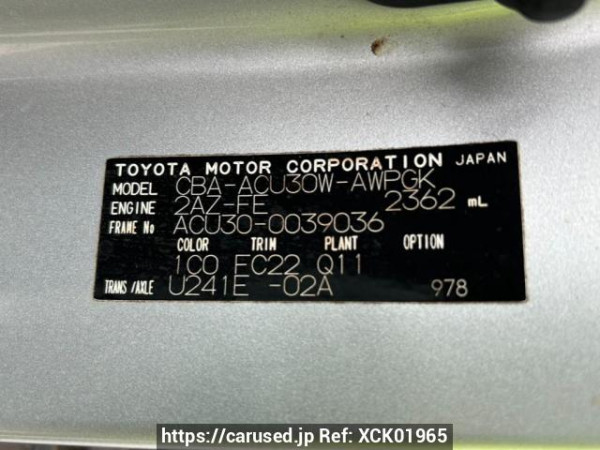 TOYOTA MOTOR CORPORATION JAPAN
MODEL CBA-ACU30W-AWPGK
ENGINE 2AZ-FE 2362 mL
FRAME No ACU30-0039036
COLOR TRIM PLANT OPTION
1C0 FC22 Q11
TRANS/AXLE U241E -02A 978
https://carused.jp Ref: XCK01965